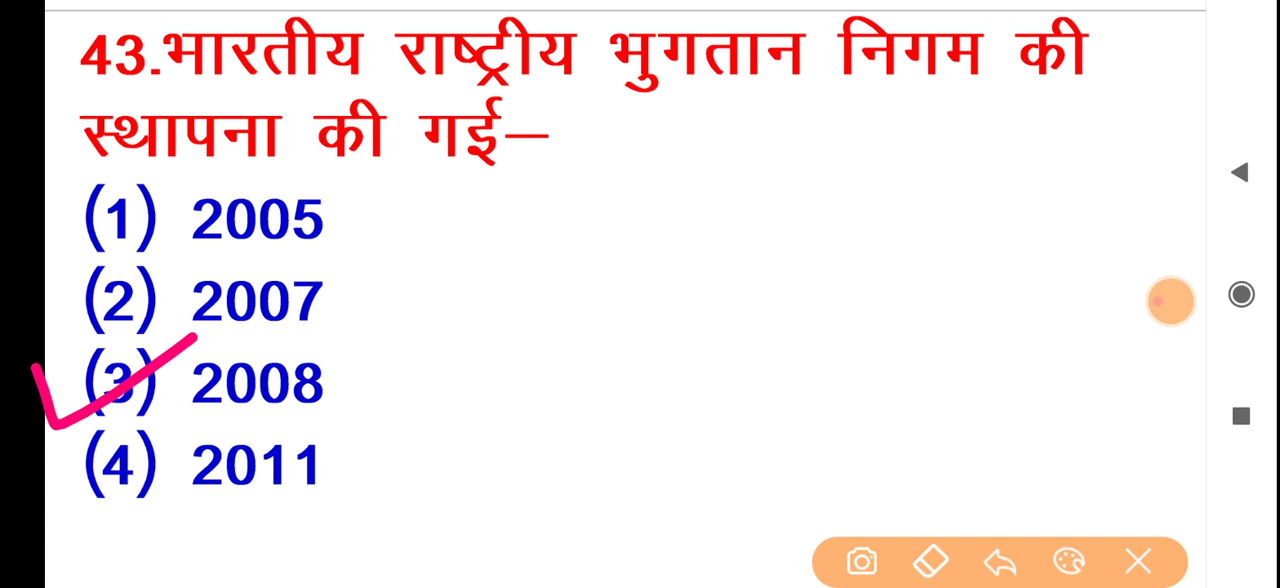 43.भारतीय राष्ट्रीय भुगतान निगम की
स्थापना की गई–
(1) 2005
(2) 2007
(3) 2008
(4) 2011